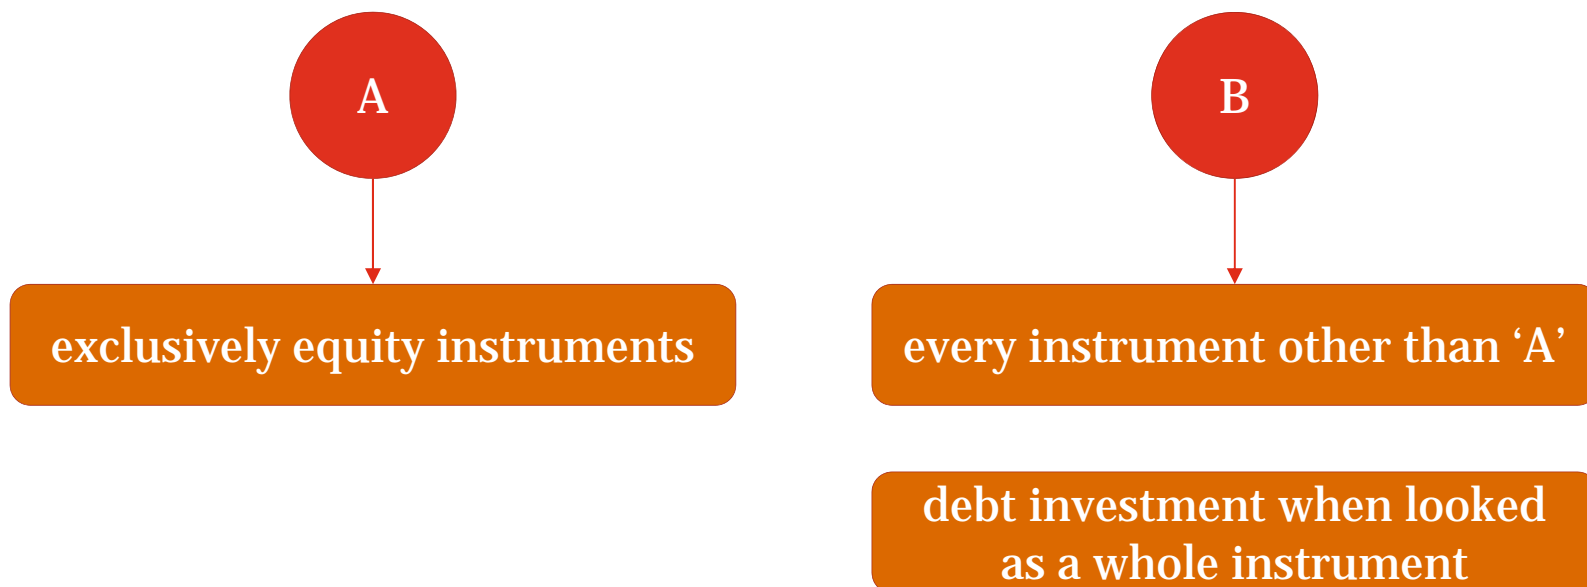 A
B
exclusively equity instruments
every instrument other than ‘A’
debt investment when looked
as a whole instrument